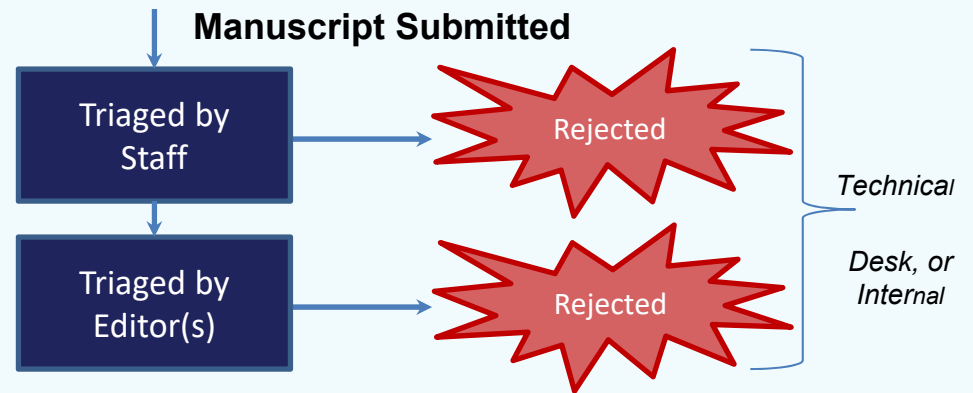 Manuscript Submitted
Triaged by
Staff
Rejected
Technical
Desk, or
Internal
Triaged by
Editor(s)
Rejected